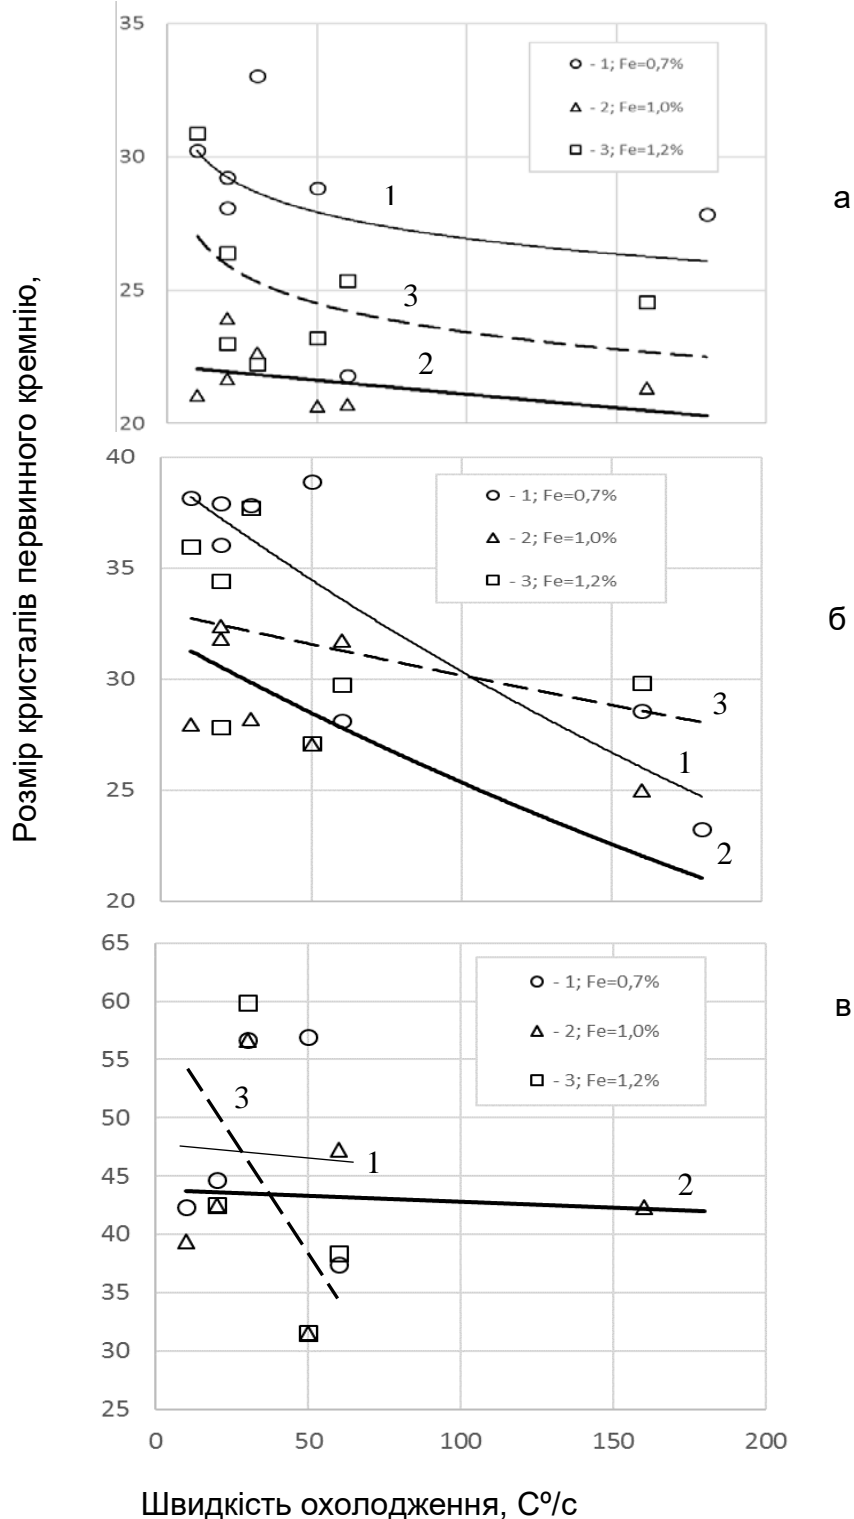 35
30
25
20
- 1; Fe=0,7%
- 2; Fe=1,0%
- 3; Fe=1,2%
1
3
2
а
Розмір кристалів первинного кремнію,
40
35
30
25
20
- 1; Fe=0,7%
- 2; Fe=1,0%
- 3; Fe=1,2%
3
1
2
б
65
60
55
50
45
40
35
30
25
- 1; Fe=0,7%
- 2; Fe=1,0%
- 3; Fe=1,2%
3
1
2
в
0 50 100 150 200
Швидкість охолодження, Сº/с